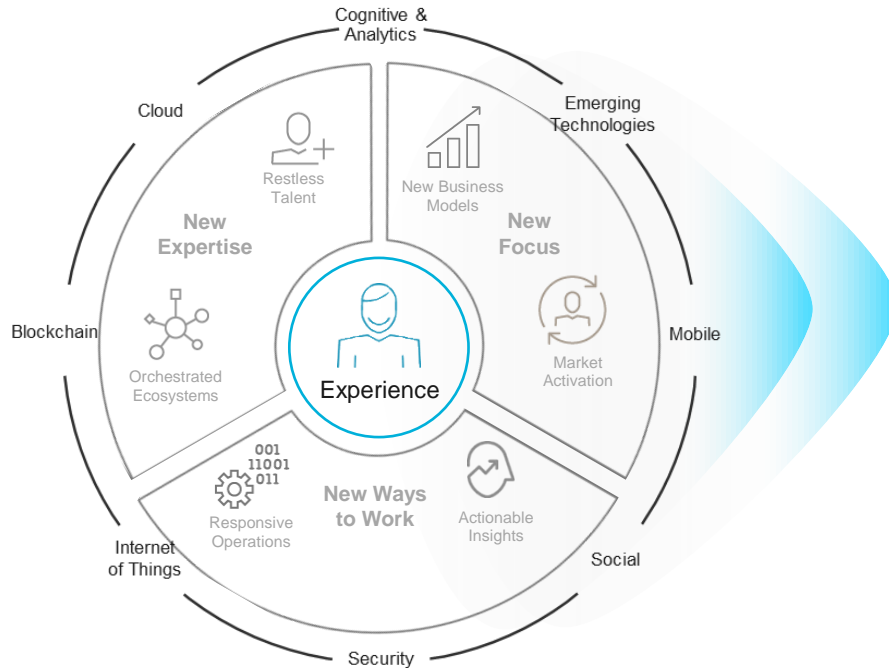 Cognitive &
Analytics
Cloud
Emerging
Technologies
Restless
Talent
New Business
Models
New
Expertise
New
Focus
Blockchain
Mobile
Orchestrated
Ecosystems
Experience
Market
Activation
001
11001
011
New Ways
to Work
Responsive
Operations
Actionable
Insights
Internet
of Things
Social
Security